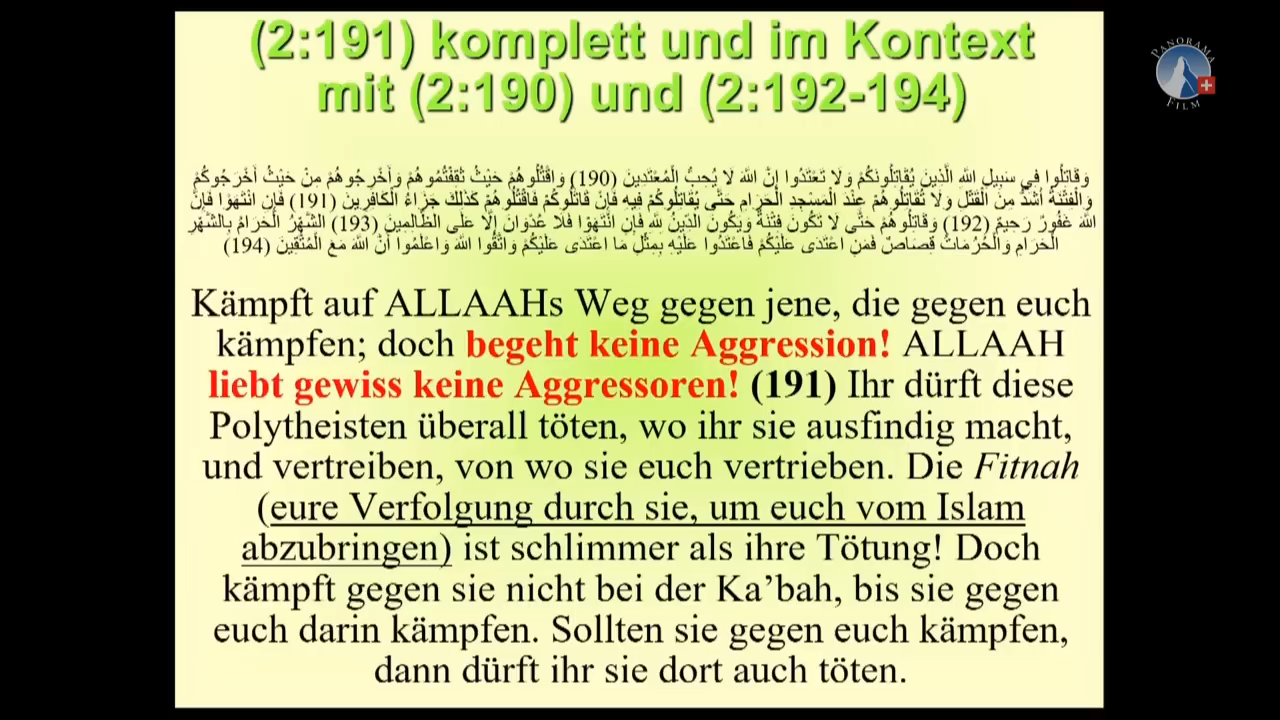 (2:191) komplett und im Kontext
mit (2:190) und (2:192-194)
PANORAMA
FILM
وَقَاتِلُوا فِي سَبِيلِ اللَّهِ الَّذِينَ يُقَاتِلُونَكُمْ وَلَا تَعْتَدُوا إِنَّ اللَّهَ لَا يُحِبُّ الْمُعْتَدِينَ (190) وَاقْتُلُوهُمْ حَيْثُ ثَقِفْتُمُوهُمْ وَأَخْرِجُوهُمْ مِنْ حَيْثُ أَخْرَجُوكُمْ
وَالْفِتْنَةُ أَشَدُّ مِنَ الْقَتْلِ وَلَا تُقَاتِلُوهُمْ عِنْدَ الْمَسْجِدِ الْحَرَامِ حَتَّى يُقَاتِلُوكُمْ فِيهِ فَإِنْ قَاتَلُوكُمْ فَاقْتُلُوهُمْ كَذَلِكَ جَزَاءُ الْكَافِرِينَ (191) فَإِنِ انْتَهَوْا فَإِنَّ
اللَّهَ غَفُورٌ رَحِيمٌ (192) وَقَاتِلُوهُمْ حَتَّى لَا تَكُونَ فِتْنَةٌ وَيَكُونَ الدِّينُ لِلَّهِ فَإِنِ انْتَهَوْا فَلَا عُدْوَانَ إِلَّا عَلَى الظَّالِمِينَ (193) الشَّهْرُ الْحَرَامُ بِالشَّهْرِ
الْحَرَامِ وَالْحُرُمَاتُ قِصَاصٌ فَمَنِ اعْتَدَى عَلَيْكُمْ فَاعْتَدُوا عَلَيْهِ بِمِثْلِ مَا اعْتَدَى عَلَيْكُمْ وَاتَّقُوا اللَّهَ وَاعْلَمُوا أَنَّ اللَّهَ مَعَ الْمُتَّقِينَ (194)
Kämpft auf ALLAAHs Weg gegen jene, die gegen euch
kämpfen; doch begeht keine Aggression! ALLAAH
liebt gewiss keine Aggressoren! (191) Ihr dürft diese
Polytheisten überall töten, wo ihr sie ausfindig macht,
und vertreiben, von wo sie euch vertrieben. Die Fitnah
(eure Verfolgung durch sie, um euch vom Islam
abzubringen) ist schlimmer als ihre Tötung! Doch
kämpft gegen sie nicht bei der Ka’bah, bis sie gegen
euch darin kämpfen. Sollten sie gegen euch kämpfen,
dann dürft ihr sie dort auch töten.